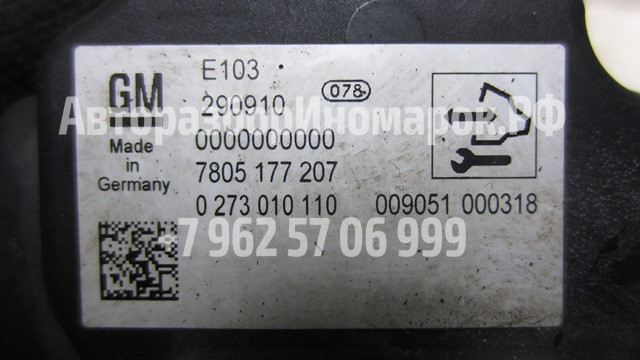 GM
Made
in
Germany
E103
078
290910
АвторазборИномарок.РФ
0000000000
7805 177 207
0 273 010 110 009051 000318
+7 962 57 06 999